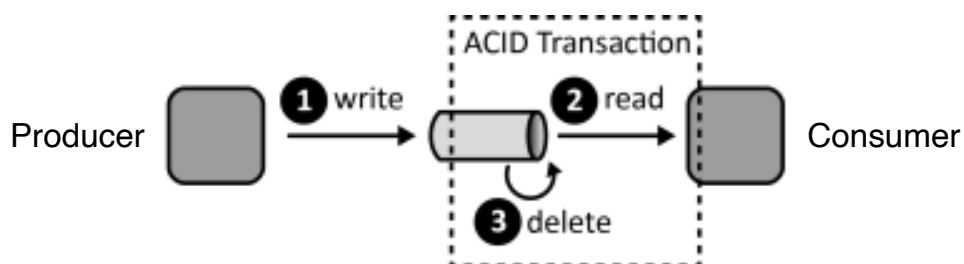 ACID Transaction
1 write
2 read
Producer
Consumer
3 delete